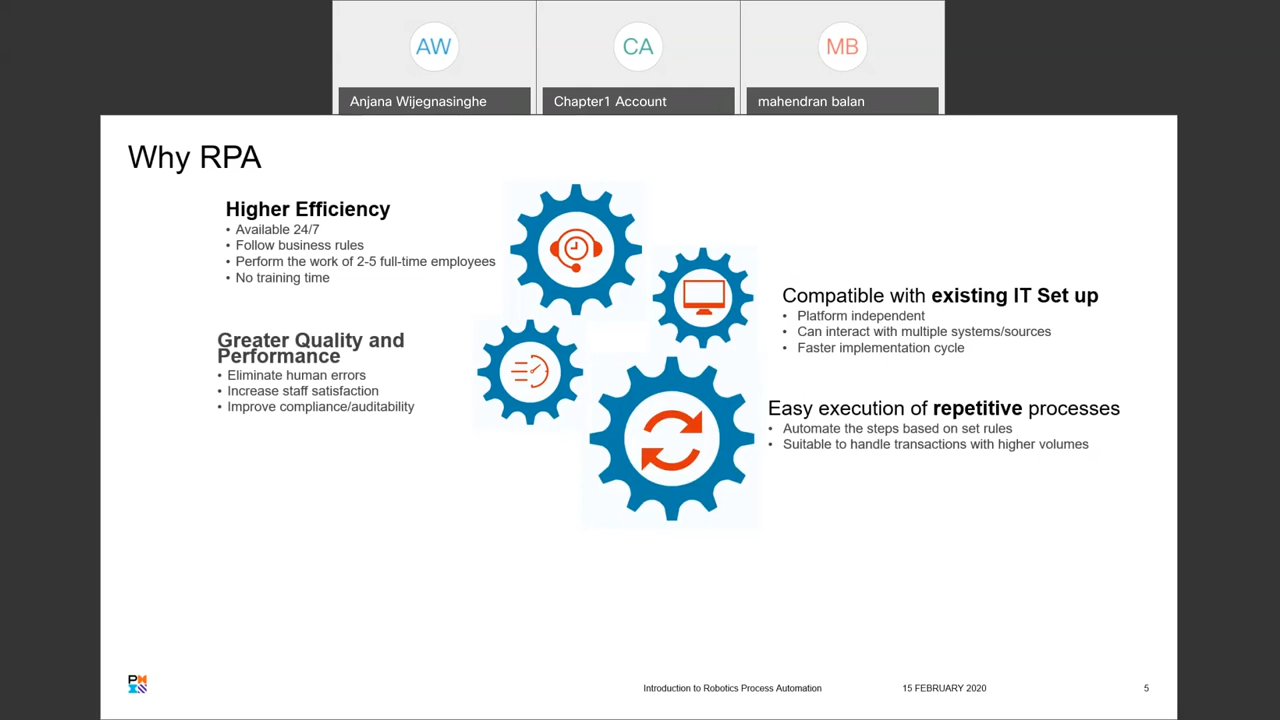 AW
CA
MB
Anjana Wijegnasinghe
Chapter1 Account
mahendran balan
Why RPA
Higher Efficiency
• Available 24/7
• Follow business rules
• Perform the work of 2-5 full-time employees
• No training time
Greater Quality and
Performance
• Eliminate human errors
• Increase staff satisfaction
• Improve compliance/auditability
Compatible with existing IT Set up
• Platform independent
• Can interact with multiple systems/sources
• Faster implementation cycle
Easy execution of repetitive processes
• Automate the steps based on set rules
• Suitable to handle transactions with higher volumes
Introduction to Robotics Process Automation
15 FEBRUARY 2020
5